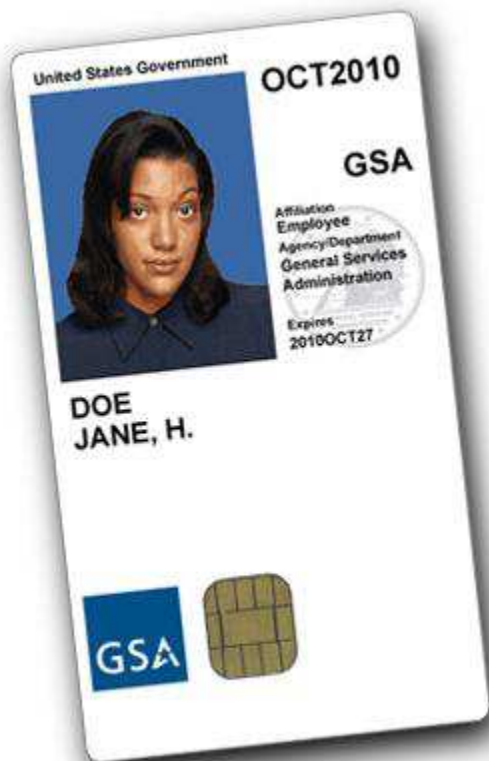 United States Government
OCT2010
GSA
Affiliation
Employee
Agency/Department
General Services
Administration
Expires
2010OCT27
DOE
JANE, H.
GSA